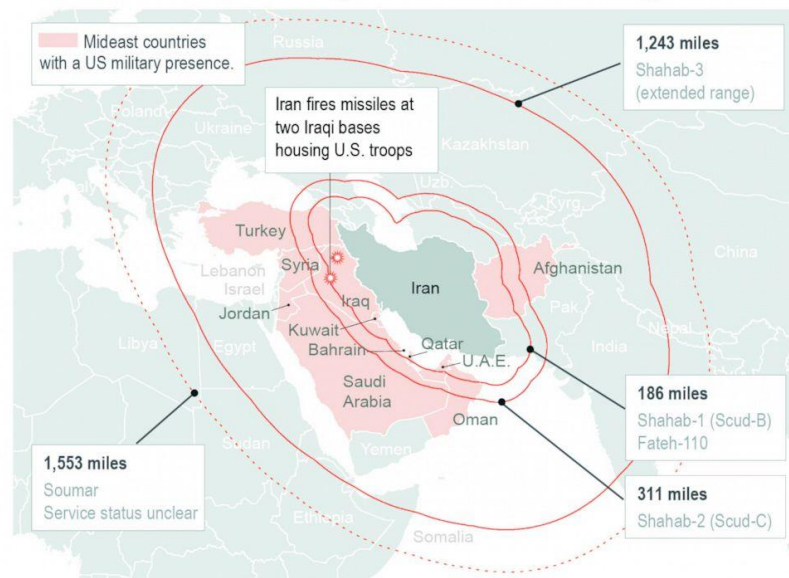 Mideast countries
with a US military presence.
Russia
1,243 miles
Shahab-3
(extended range)
Poland
Ukraine
Iran fires missiles at
two Iraqi bases
housing U.S. troops
Kazakhstan
Uzb.
Kyrg.
Italy
Turkey
China
Lebanon
Israel
Syria
Afghanistan
Iran
Iraq
Jordan
Pak.
Nepal
Kuwait
Bahrain
Qatar
U.A.E.
Libya
Egypt
India
Saudi
Arabia
Oman
186 miles
Shahab-1 (Scud-B)
Fateh-110
Sudan
Yemen
1,553 miles
Soumar
Service status unclear
311 miles
Shahab-2 (Scud-C)
Ethiopia
Somalia